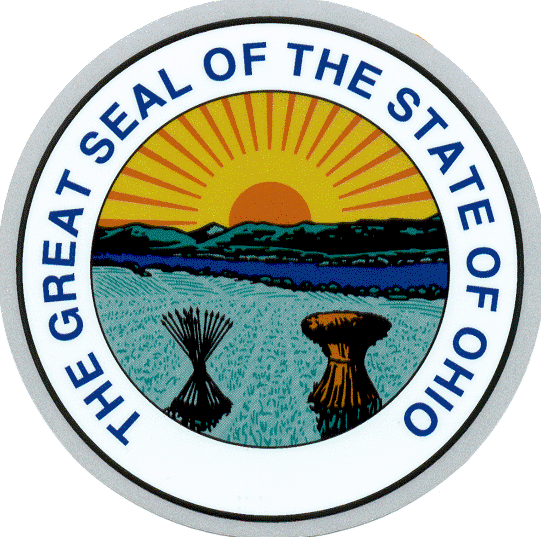 THE GREAT SEAL OF THE STATE OF OHIO